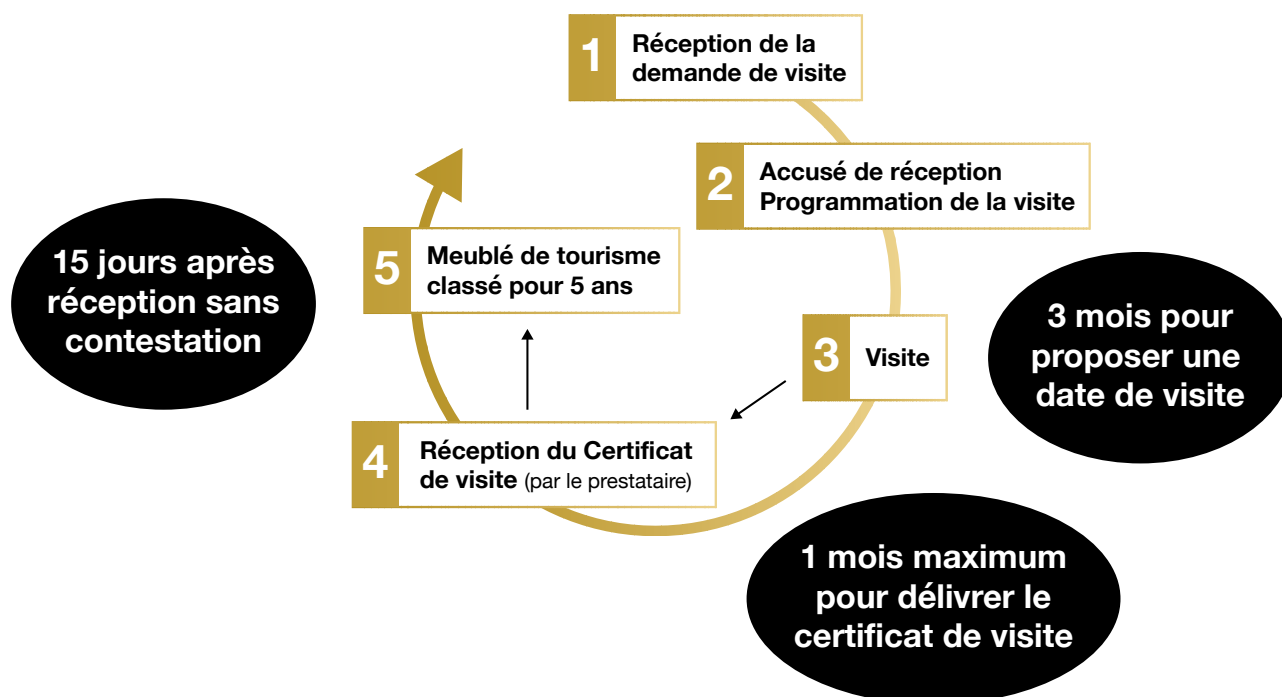 1
Réception de la
demande de visite
2
Accusé de réception
Programmation de la visite
3 mois pour
proposer une
date de visite
3
Visite
1 mois maximum
pour délivrer le
certificat de visite
4
Réception du Certificat
de visite (par le prestataire)
15 jours après
réception sans
contestation
5
Meublé de tourisme
classé pour 5 ans